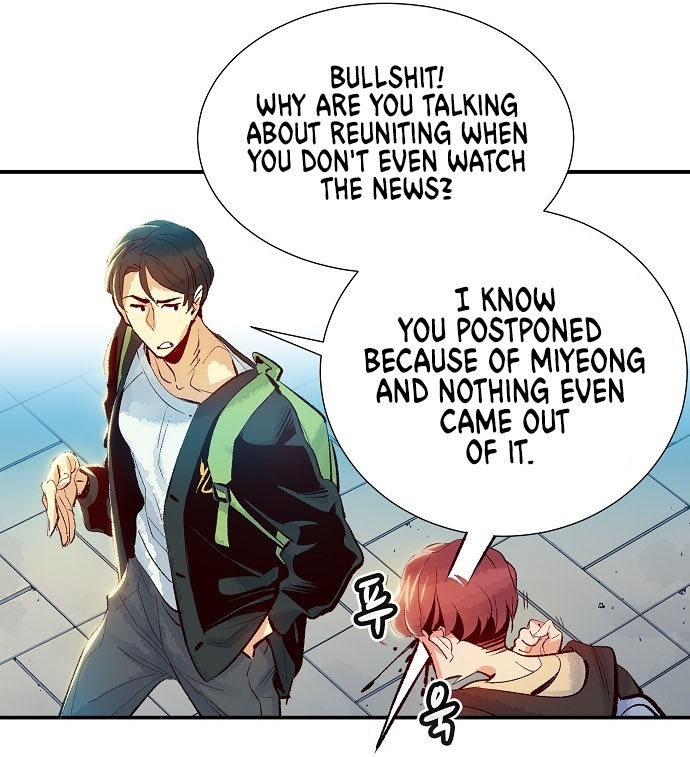 BULLSHIT!
WHY ARE YOU TALKING
ABOUT REUNITING WHEN
YOU DON'T EVEN WATCH
THE NEWS?
I KNOW
YOU POSTPONED
BECAUSE OF MIYEONG
AND NOTHING EVEN
CAME OUT
OF IT.
푸
욱